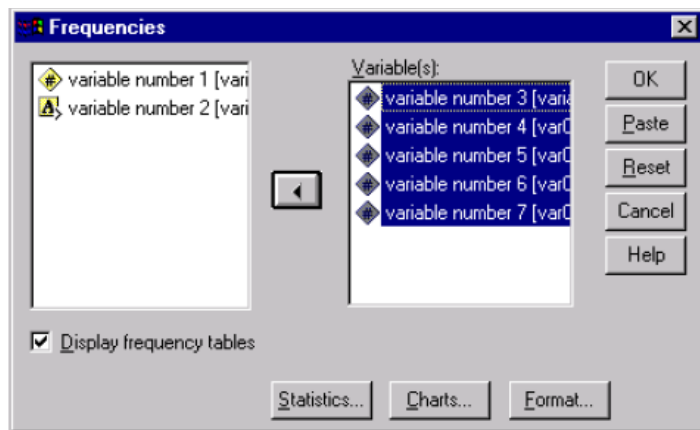 Frequencies
variable number 1 [vari
variable number 2 [vari
Variable(s):
variable number 3 [varia
variable number 4 [var0
variable number 5 [var0
variable number 6 [var0
variable number 7 [var0
OK
Paste
Reset
Cancel
Help
Display frequency tables
Statistics...
Charts...
Format...